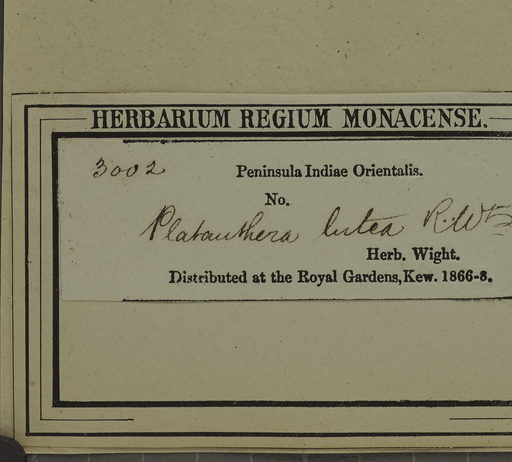 HERBARIUM REGIUM MONACENSE.
3002
Peninsula Indiae Orientalis.
No.
Platanthera lutea R. Wt
Herb. Wight.
Distributed at the Royal Gardens, Kew. 1866-8.